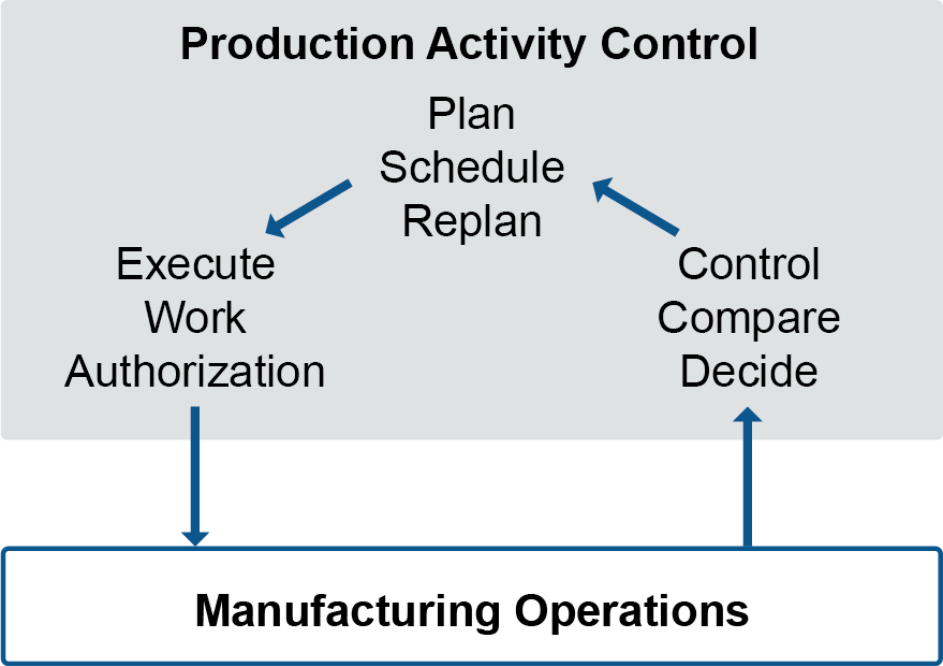 Production Activity Control
Plan
Schedule
Replan
Execute
Work
Authorization
Control
Compare
Decide
Manufacturing Operations